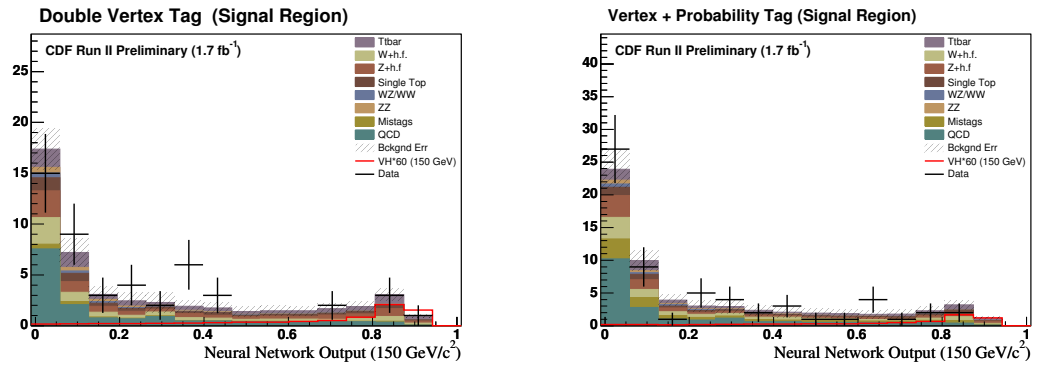 Double Vertex Tag (Signal Region)
CDF Run II Preliminary (1.7 fb⁻¹)
Ttbar
W+h.f.
Z+h.f
Single Top
WZ/WW
ZZ
Mistags
QCD
Bckgnd Err
VH*60 (150 GeV)
Data
25
20
15
10
5
0
0 0.2 0.4 0.6 0.8 1
Neural Network Output (150 GeV/c²)
Vertex + Probability Tag (Signal Region)
CDF Run II Preliminary (1.7 fb⁻¹)
Ttbar
W+h.f.
Z+h.f
Single Top
WZ/WW
ZZ
Mistags
QCD
Bckgnd Err
VH*60 (150 GeV)
Data
40
35
30
25
20
15
10
5
0
0 0.2 0.4 0.6 0.8 1
Neural Network Output (150 GeV/c²)